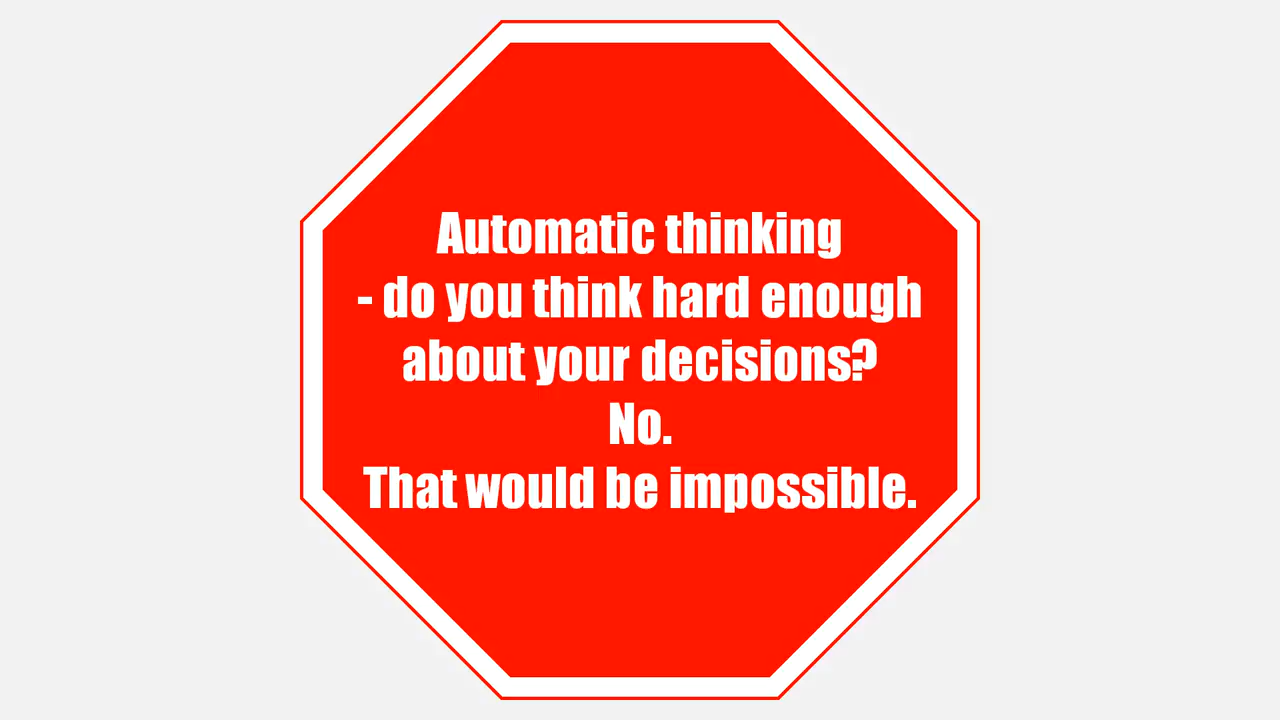 Automatic thinking
- do you think hard enough
about your decisions?
No.
That would be impossible.